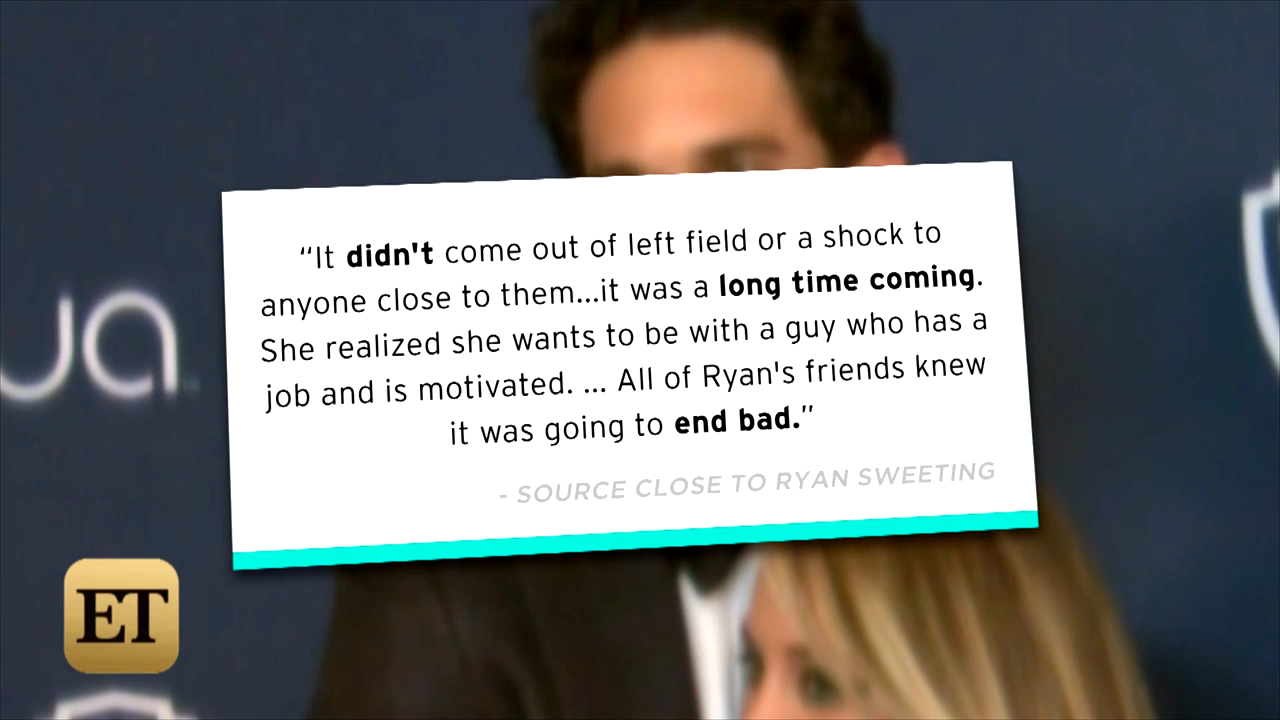 “It didn't come out of left field or a shock to
anyone close to them...it was a long time coming.
She realized she wants to be with a guy who has a
job and is motivated. ... All of Ryan's friends knew
it was going to end bad.”
- SOURCE CLOSE TO RYAN SWEETING
ua
ET